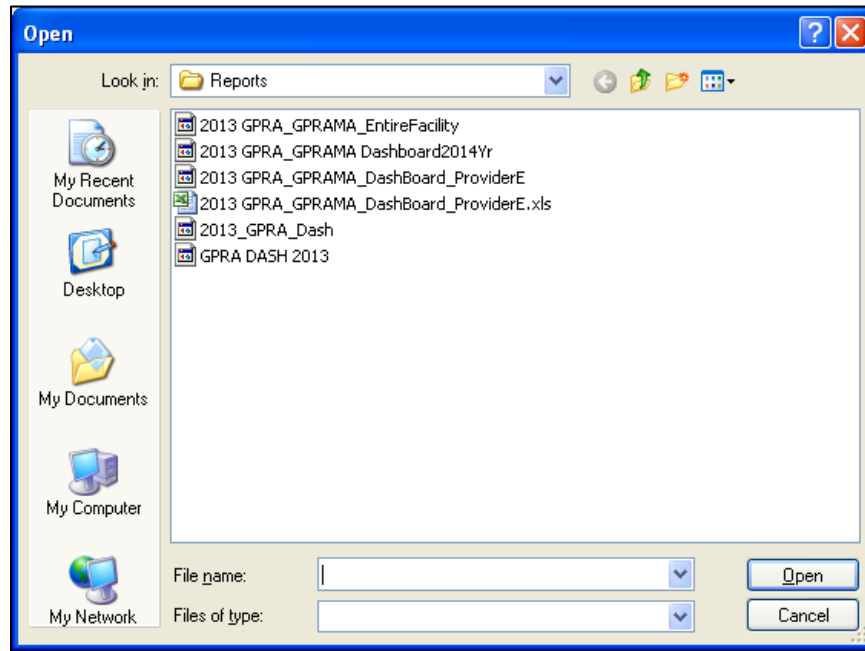 Open
Look in: Reports
My Recent
Documents
Desktop
My Documents
My Computer
My Network
2013 GPRA_GPRAMA_EntireFacility
2013 GPRA_GPRAMA Dashboard2014Yr
2013 GPRA_GPRAMA_DashBoard_ProviderE
2013 GPRA_GPRAMA_DashBoard_ProviderE.xls
2013_GPRA_Dash
GPRA DASH 2013
File name:
Open
Files of type:
Cancel